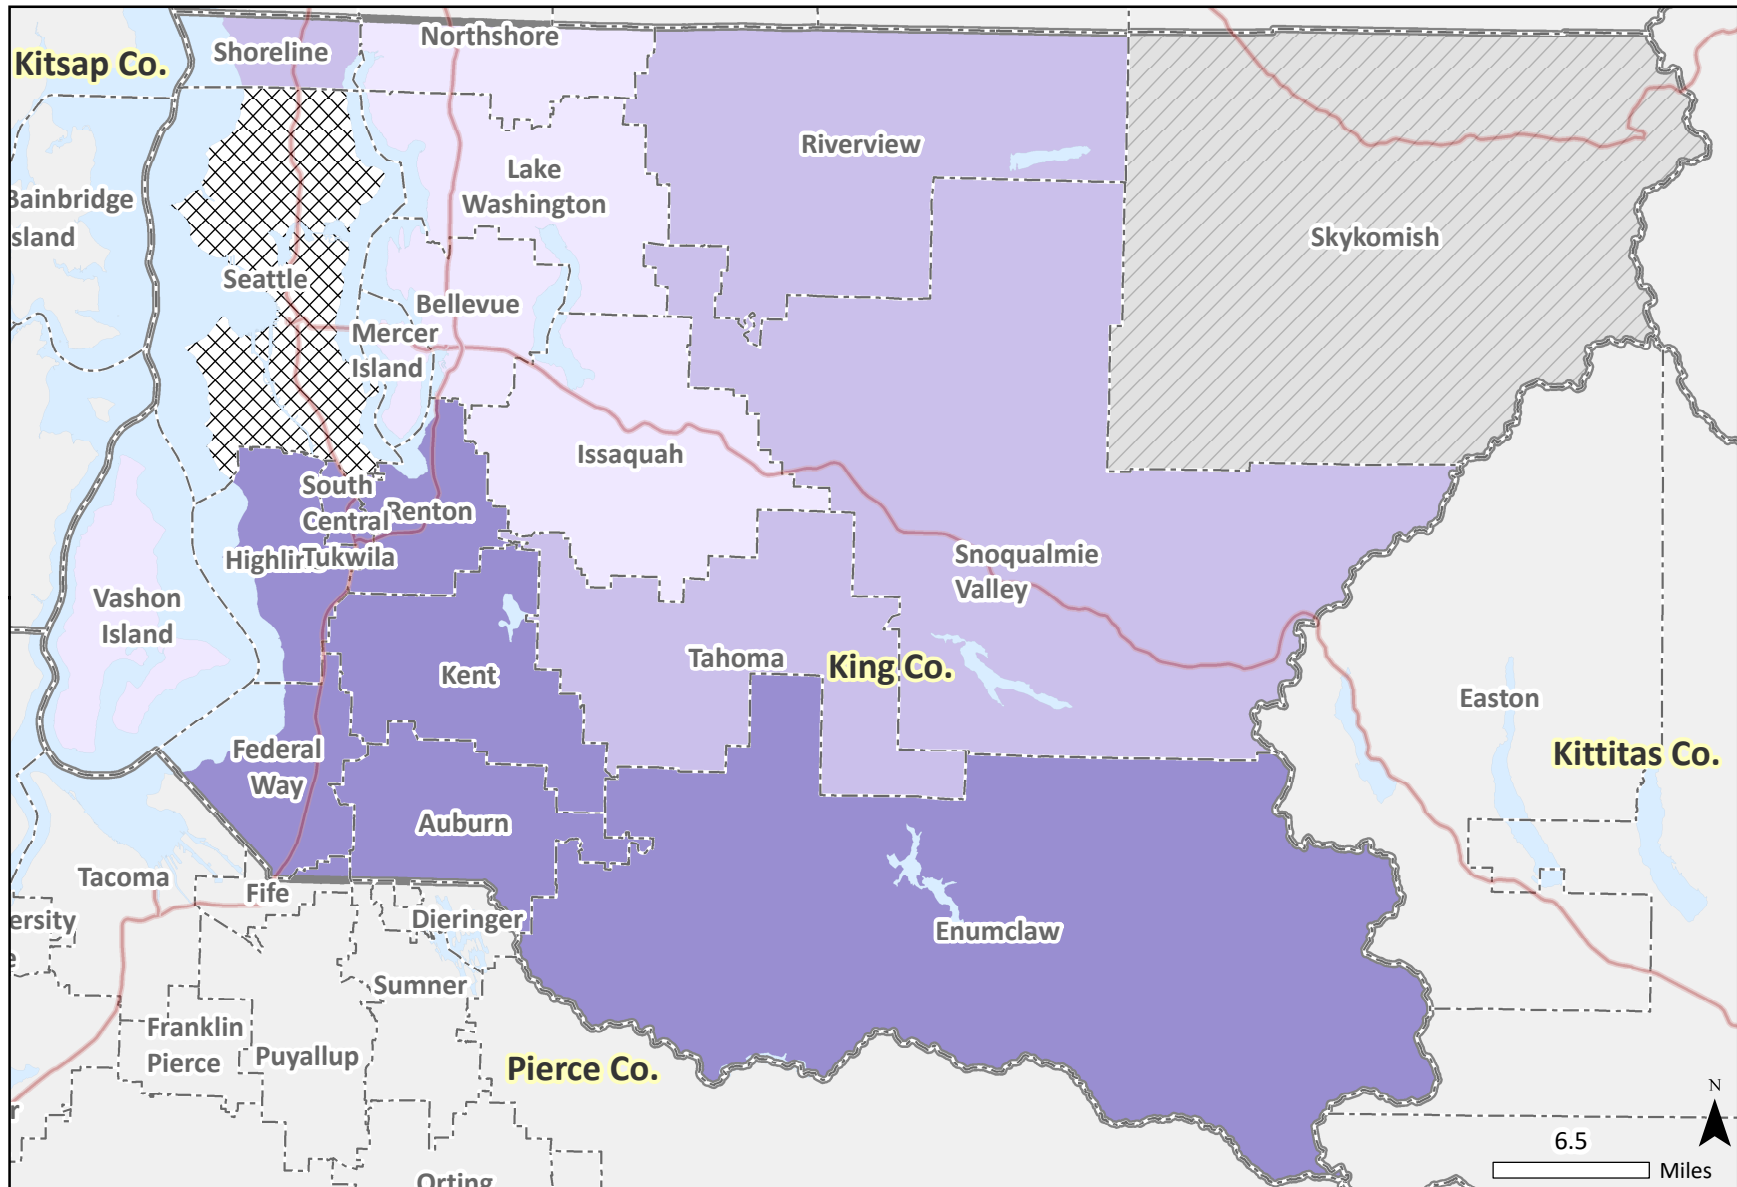 Northshore
Shoreline
Kitsap Co.
Riverview
Lake
Washington
Bainbridge
Island
Skykomish
Seattle
Bellevue
Mercer
Island
Issaquah
South
Central
Renton
Tukwila
Snoqualmie
Valley
Vashon
Island
Tahoma
King Co.
Kent
Easton
Federal
Way
Kittitas Co.
Auburn
Tacoma
Fife
ersity
Dieringer
Enumclaw
Sumner
Franklin
Pierce
Puyallup
Pierce Co.
N
6.5
Miles
Orting